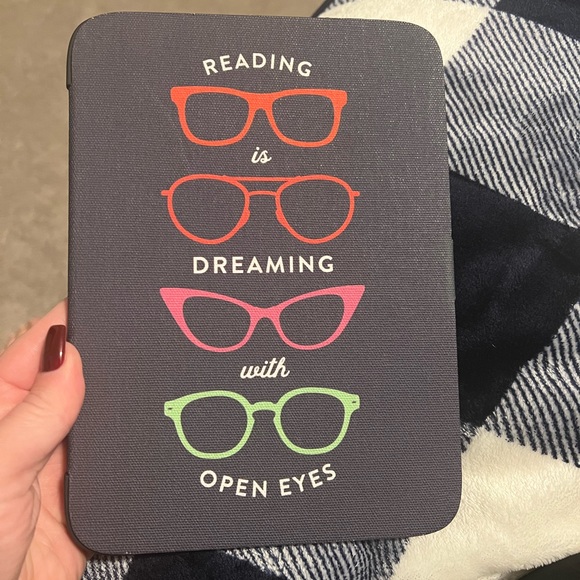 READING
is
DREAMING
with
OPEN EYES